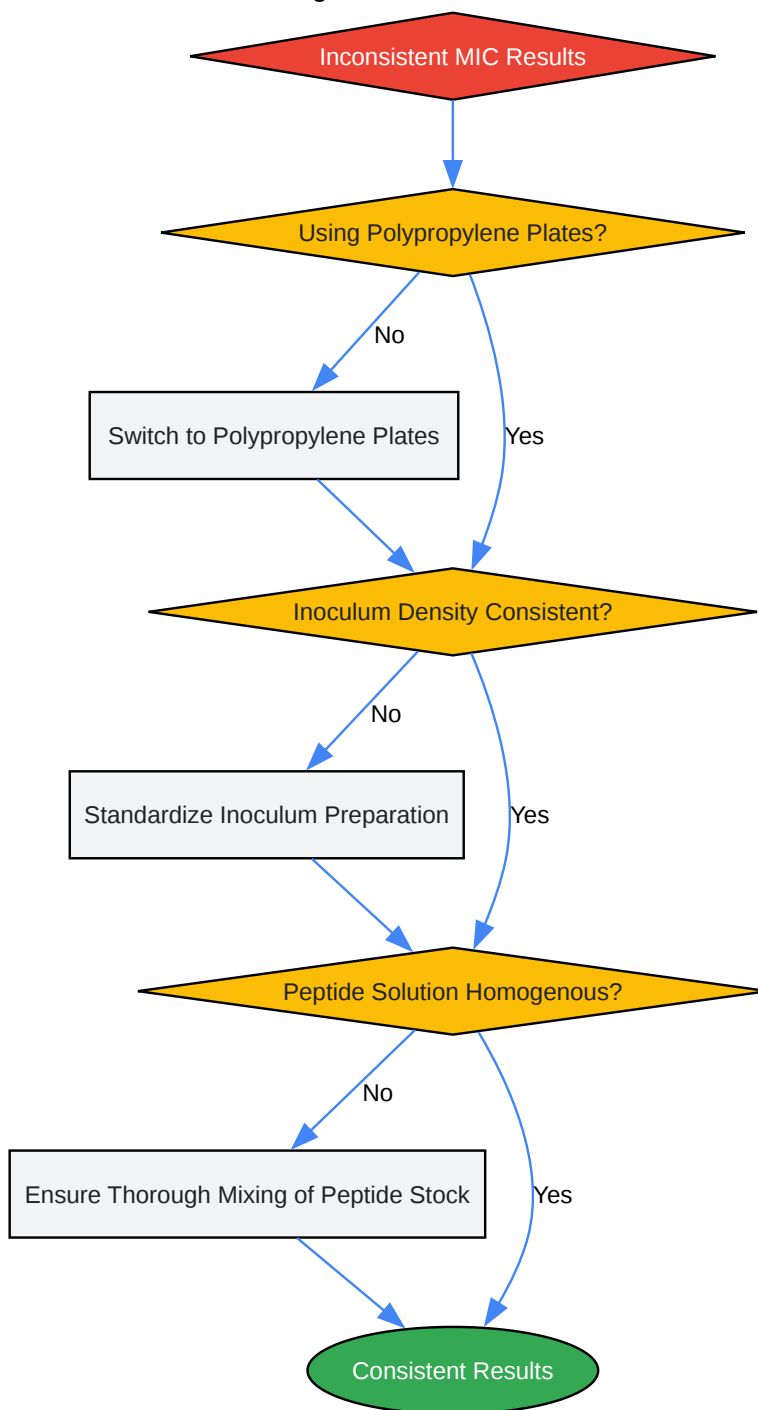 Inconsistent MIC Results
Using Polypropylene Plates?
No
Switch to Polypropylene Plates
Yes
Inoculum Density Consistent?
No
Standardize Inoculum Preparation
Yes
Peptide Solution Homogenous?
No
Ensure Thorough Mixing of Peptide Stock
Yes
Consistent Results